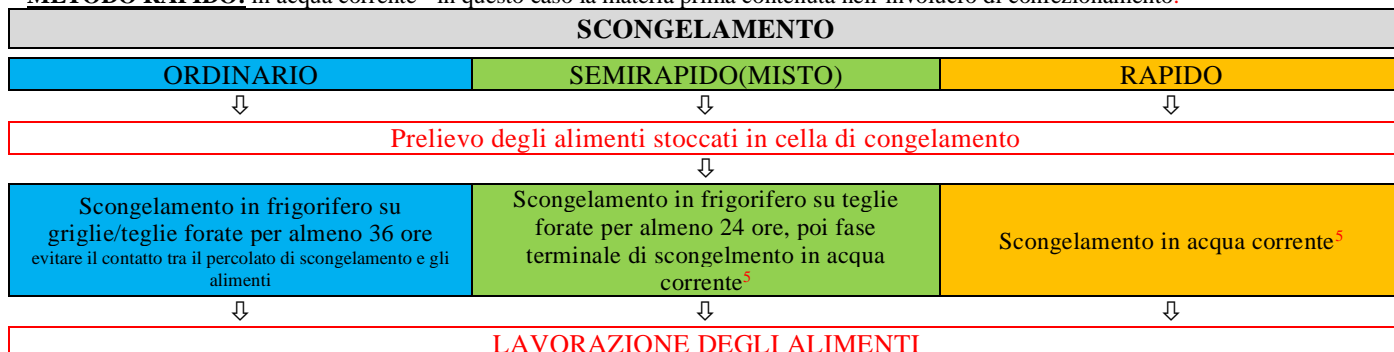 METODO RAPIDO: in acqua corrente - in questo caso la materia prima contenuta nell'involucro di confezionamento.
SCONGELAMENTO
ORDINARIO
SEMIRAPIDO(MISTO)
RAPIDO
⇩ ⇩ ⇩
Prelievo degli alimenti stoccati in cella di congelamento
⇩
Scongelamento in frigorifero su
griglie/teglie forate per almeno 36 ore
evitare il contatto tra il percolato di scongelamento e gli
alimenti
Scongelamento in frigorifero su teglie
forate per almeno 24 ore, poi fase
terminale di scongelmento in acqua
corrente⁵
Scongelamento in acqua corrente⁵
⇩ ⇩ ⇩
LAVORAZIONE DEGLI ALIMENTI